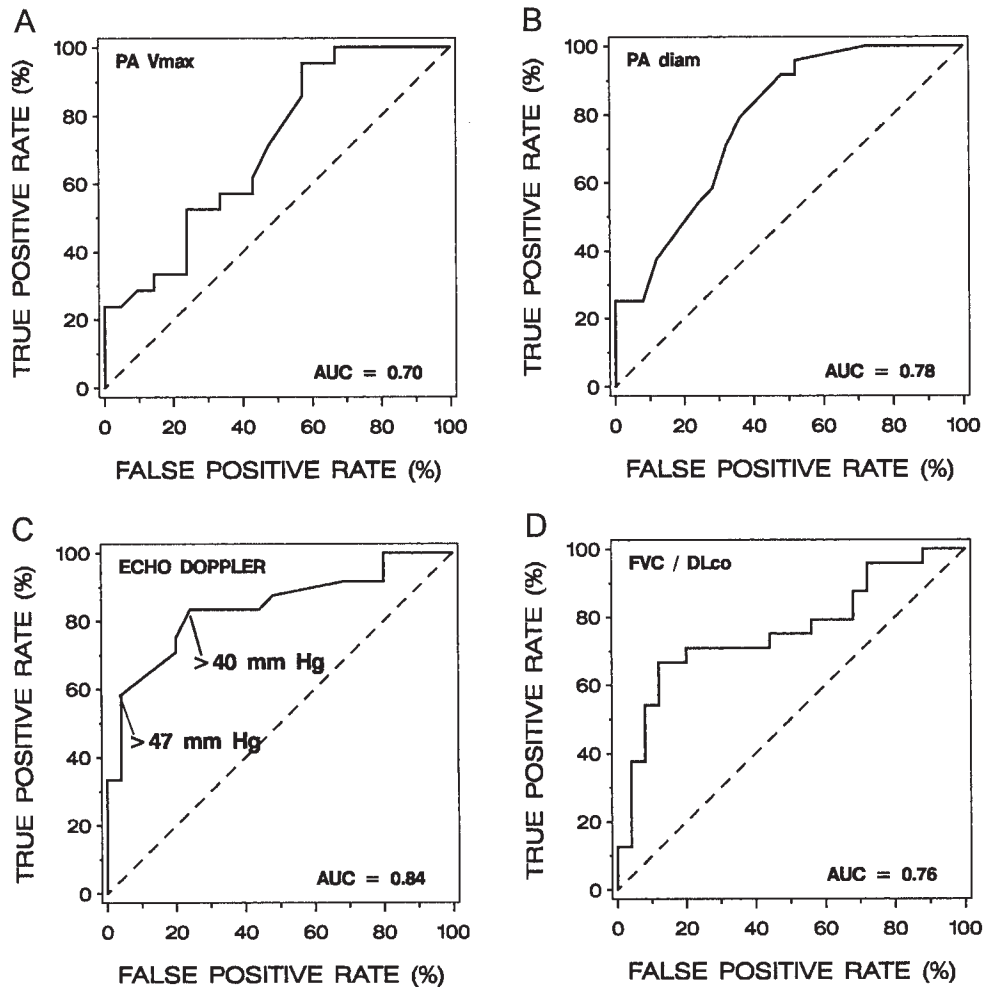 A
PA Vmax
TRUE POSITIVE RATE (%)
100
80
60
40
20
0
AUC = 0.70
0 20 40 60 80 100
FALSE POSITIVE RATE (%)
B
PA diam
TRUE POSITIVE RATE (%)
100
80
60
40
20
0
AUC = 0.78
0 20 40 60 80 100
FALSE POSITIVE RATE (%)
C
ECHO DOPPLER
TRUE POSITIVE RATE (%)
100
80
60
40
20
0
>40 mm Hg
>47 mm Hg
AUC = 0.84
0 20 40 60 80 100
FALSE POSITIVE RATE (%)
D
FVC / DLco
TRUE POSITIVE RATE (%)
100
80
60
40
20
0
AUC = 0.76
0 20 40 60 80 100
FALSE POSITIVE RATE (%)